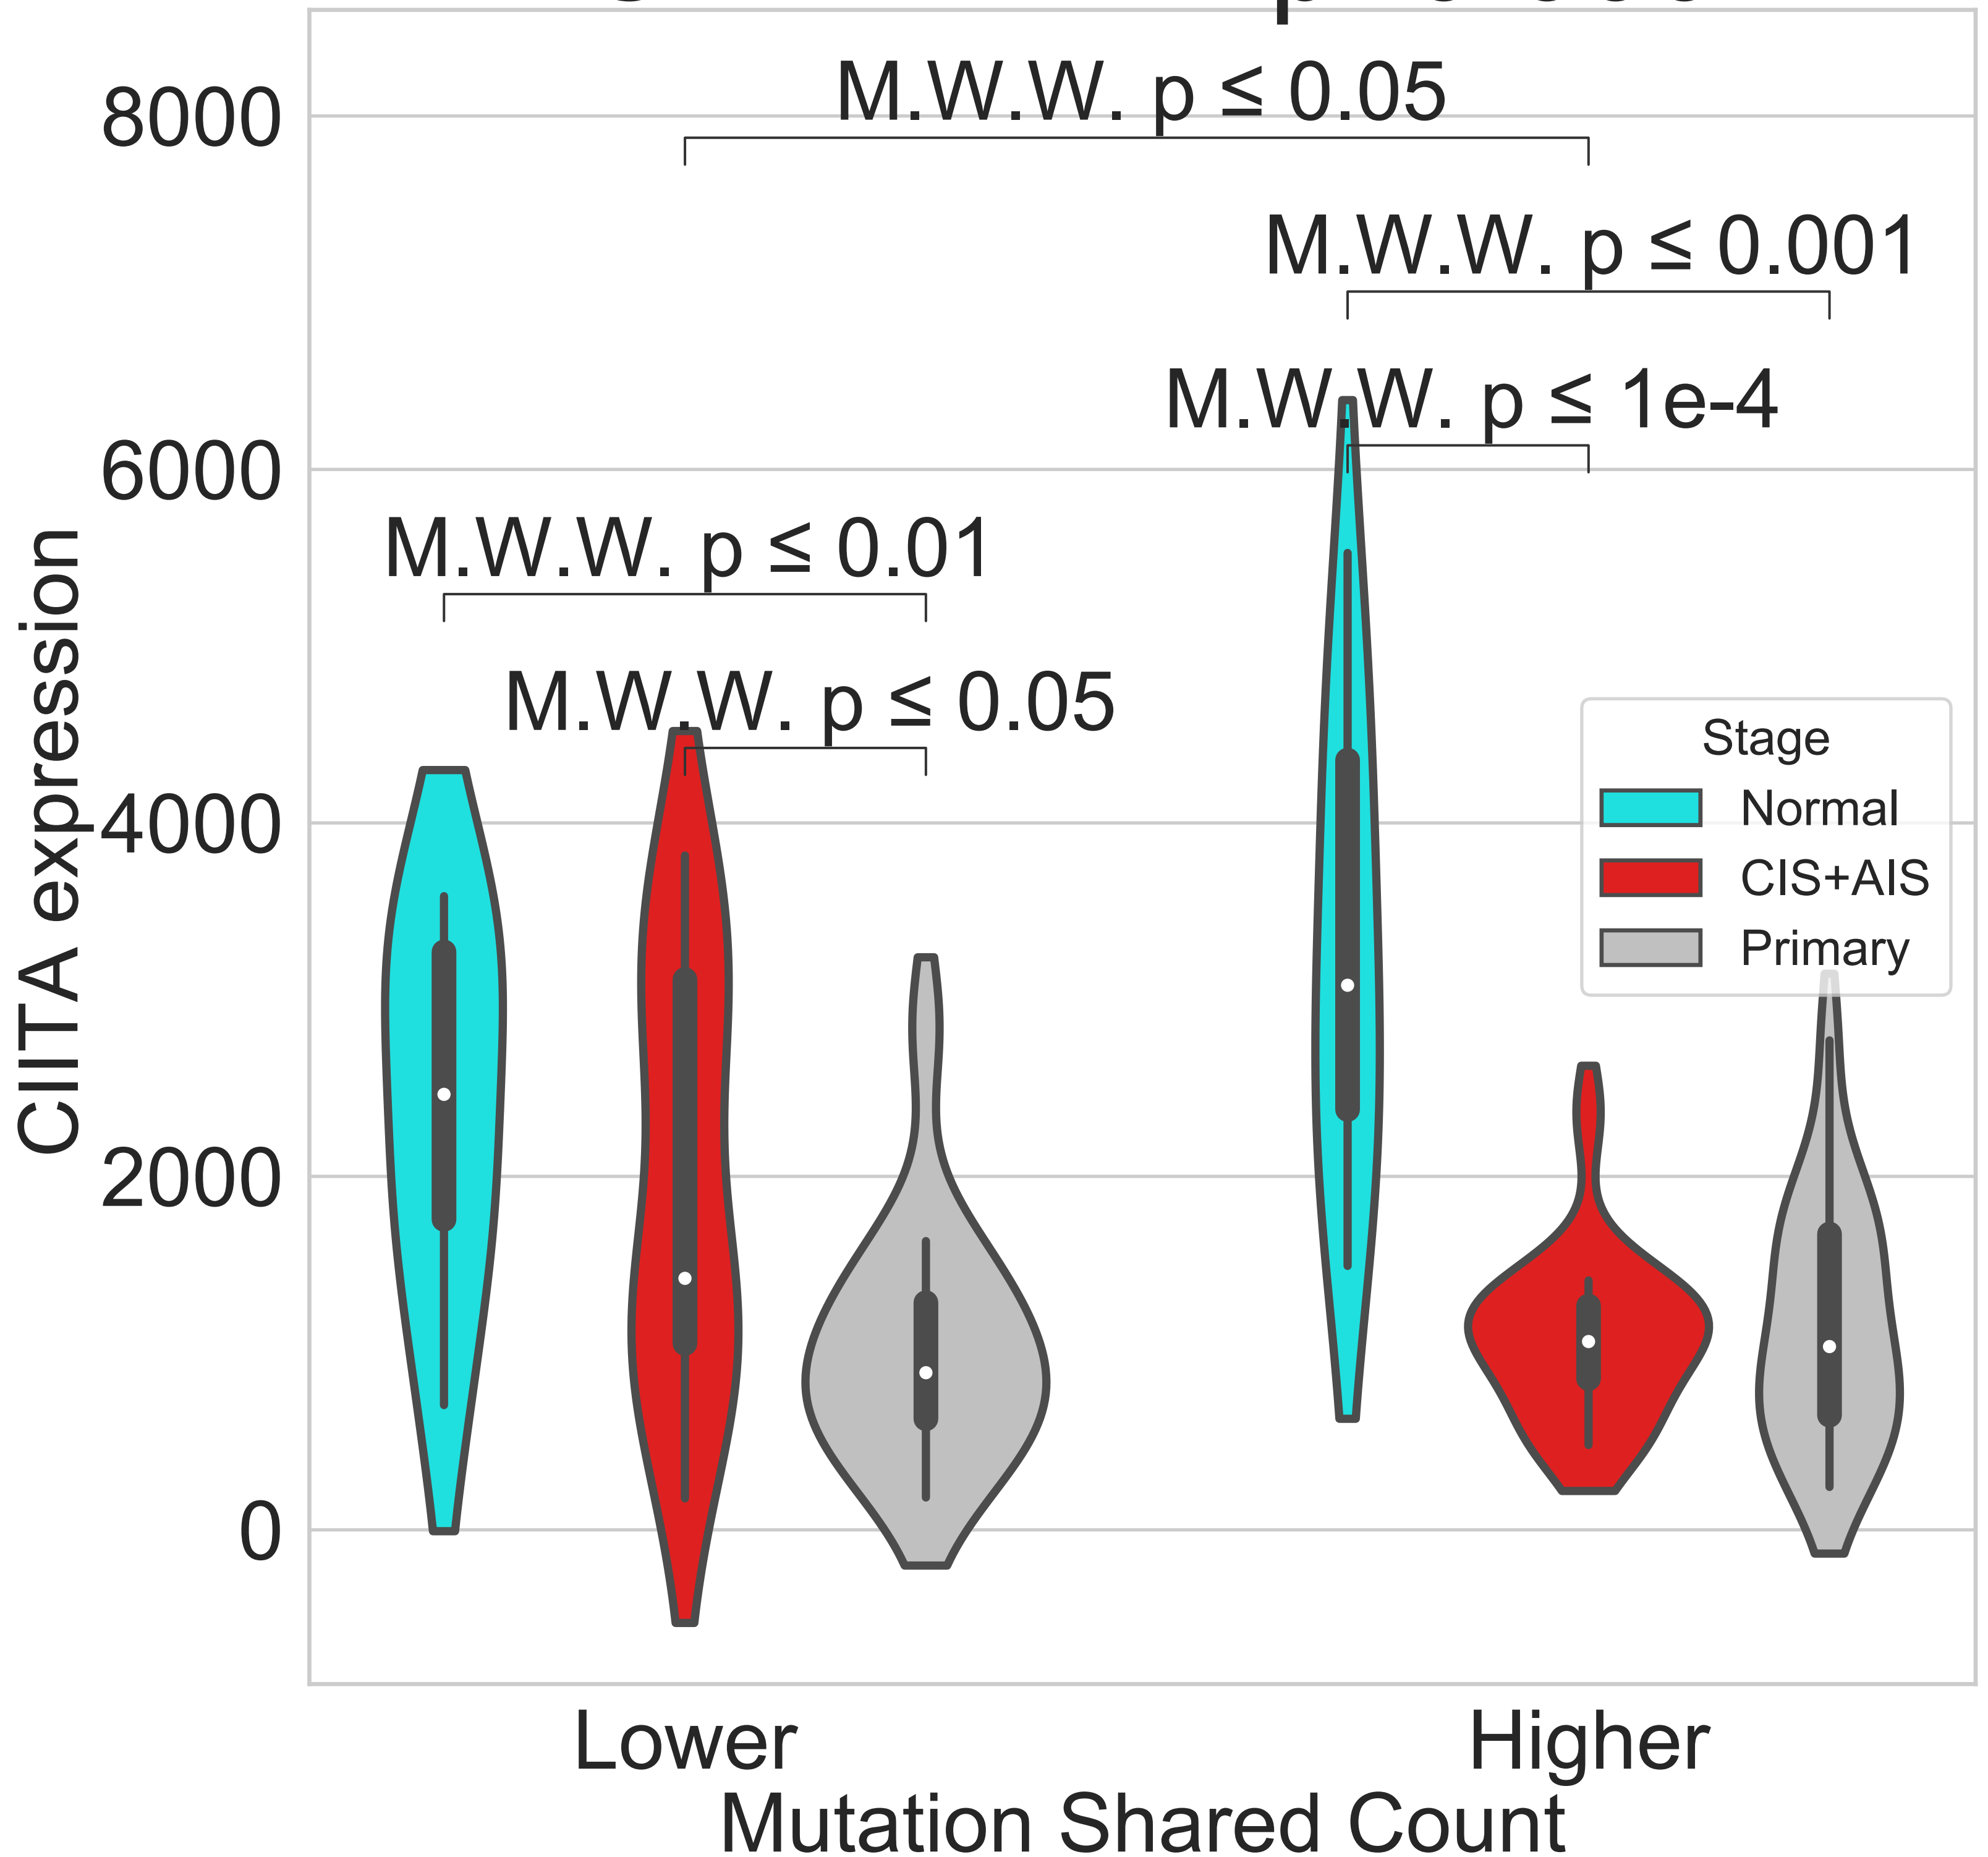 M.W.W. p ≤ 0.05
8000
M.W.W. p ≤ 0.001
M.W.W. p ≤ 1e-4
6000
M.W.W. p ≤ 0.01
M.W.W. p ≤ 0.05
CIITA expression
Stage
Normal
CIS+AIS
Primary
4000
2000
0
Lower
Higher
Mutation Shared Count